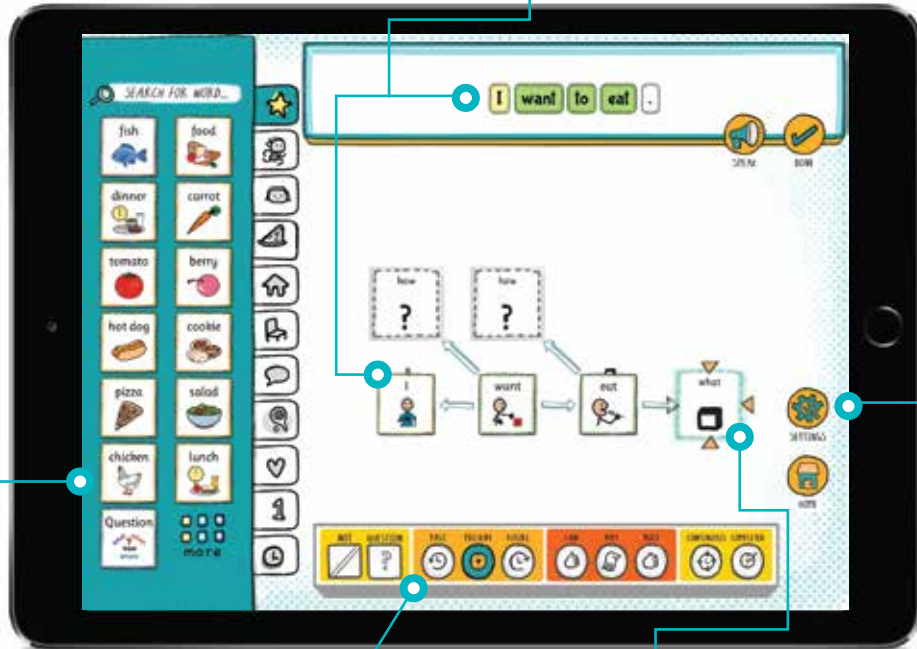 SEARCH FOR WORD...
I want to eat .
SPEAK
DONE
fish
food
dinner
carrot
tomato
berry
hot dog
cookie
pizza
salad
chicken
lunch
Question
more
how
?
how
?
I
want
eat
what
SETTINGS
HOME
NOT
QUESTION
PAST
PRESENT
FUTURE
CAN
MAY
MUST
CONTINUOUS
COMPLETED
?
1